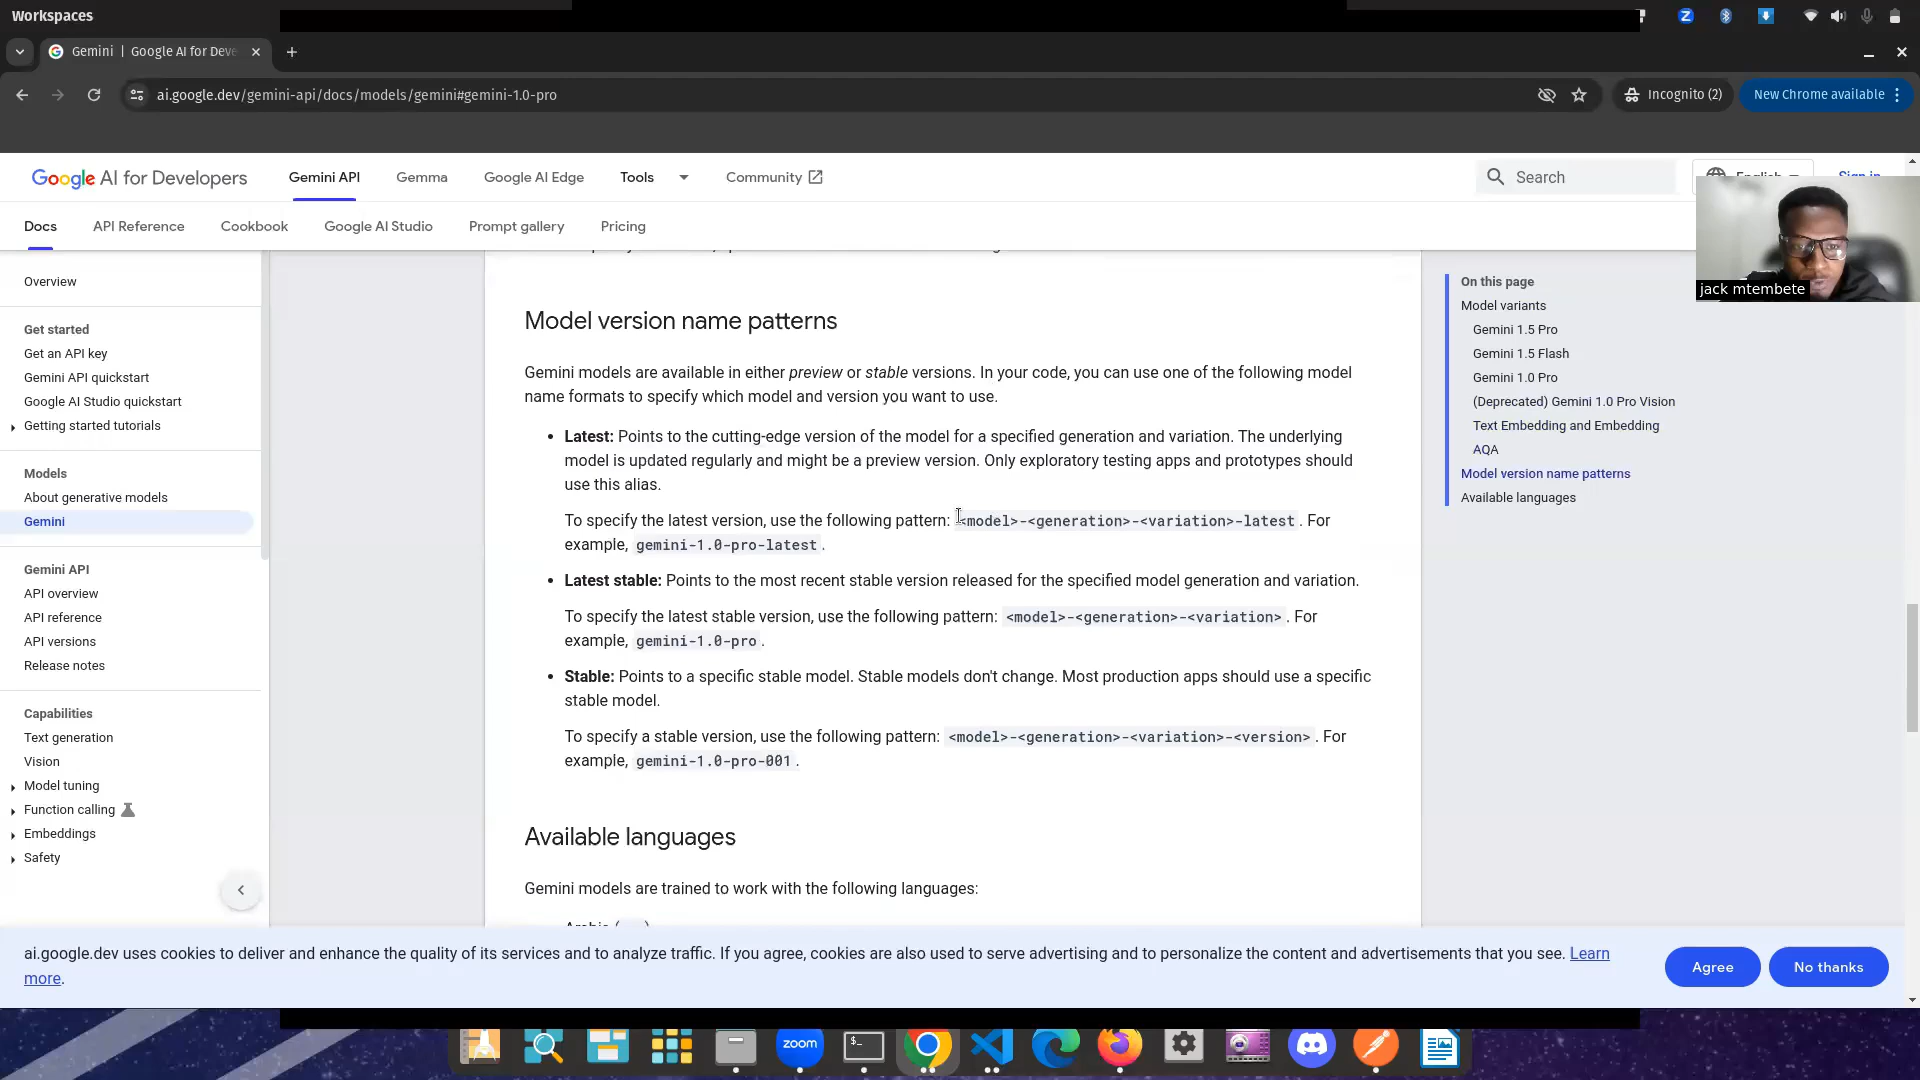 Workspaces
Gemini | Google AI for Deve
ai.google.dev/gemini-api/docs/models/gemini#gemini-1.0-pro
Incognito (2)
New Chrome available
Google AI for Developers
Gemini API
Gemma
Google AI Edge
Tools
Community
Search
English
Sign in
Docs
API Reference
Cookbook
Google AI Studio
Prompt gallery
Pricing
jack mtembete
Overview
Get started
Get an API key
Gemini API quickstart
Google AI Studio quickstart
Getting started tutorials
Models
About generative models
Gemini
Gemini API
API overview
API reference
API versions
Release notes
Capabilities
Text generation
Vision
Model tuning
Function calling
Embeddings
Safety
Model version name patterns
Gemini models are available in either preview or stable versions. In your code, you can use one of the following model
name formats to specify which model and version you want to use.
• Latest: Points to the cutting-edge version of the model for a specified generation and variation. The underlying
model is updated regularly and might be a preview version. Only exploratory testing apps and prototypes should
use this alias.
To specify the latest version, use the following pattern: <model>-<generation>-<variation>-latest . For
example, gemini-1.0-pro-latest .
• Latest stable: Points to the most recent stable version released for the specified model generation and variation.
To specify the latest stable version, use the following pattern: <model>-<generation>-<variation> . For
example, gemini-1.0-pro .
• Stable: Points to a specific stable model. Stable models don't change. Most production apps should use a specific
stable model.
To specify a stable version, use the following pattern: <model>-<generation>-<variation>-<version> . For
example, gemini-1.0-pro-001 .
Available languages
Gemini models are trained to work with the following languages:
On this page
Model variants
Gemini 1.5 Pro
Gemini 1.5 Flash
Gemini 1.0 Pro
(Deprecated) Gemini 1.0 Pro Vision
Text Embedding and Embedding
AQA
Model version name patterns
Available languages
ai.google.dev uses cookies to deliver and enhance the quality of its services and to analyze traffic. If you agree, cookies are also used to serve advertising and to personalize the content and advertisements that you see. Learn
more.
Agree
No thanks
zoom